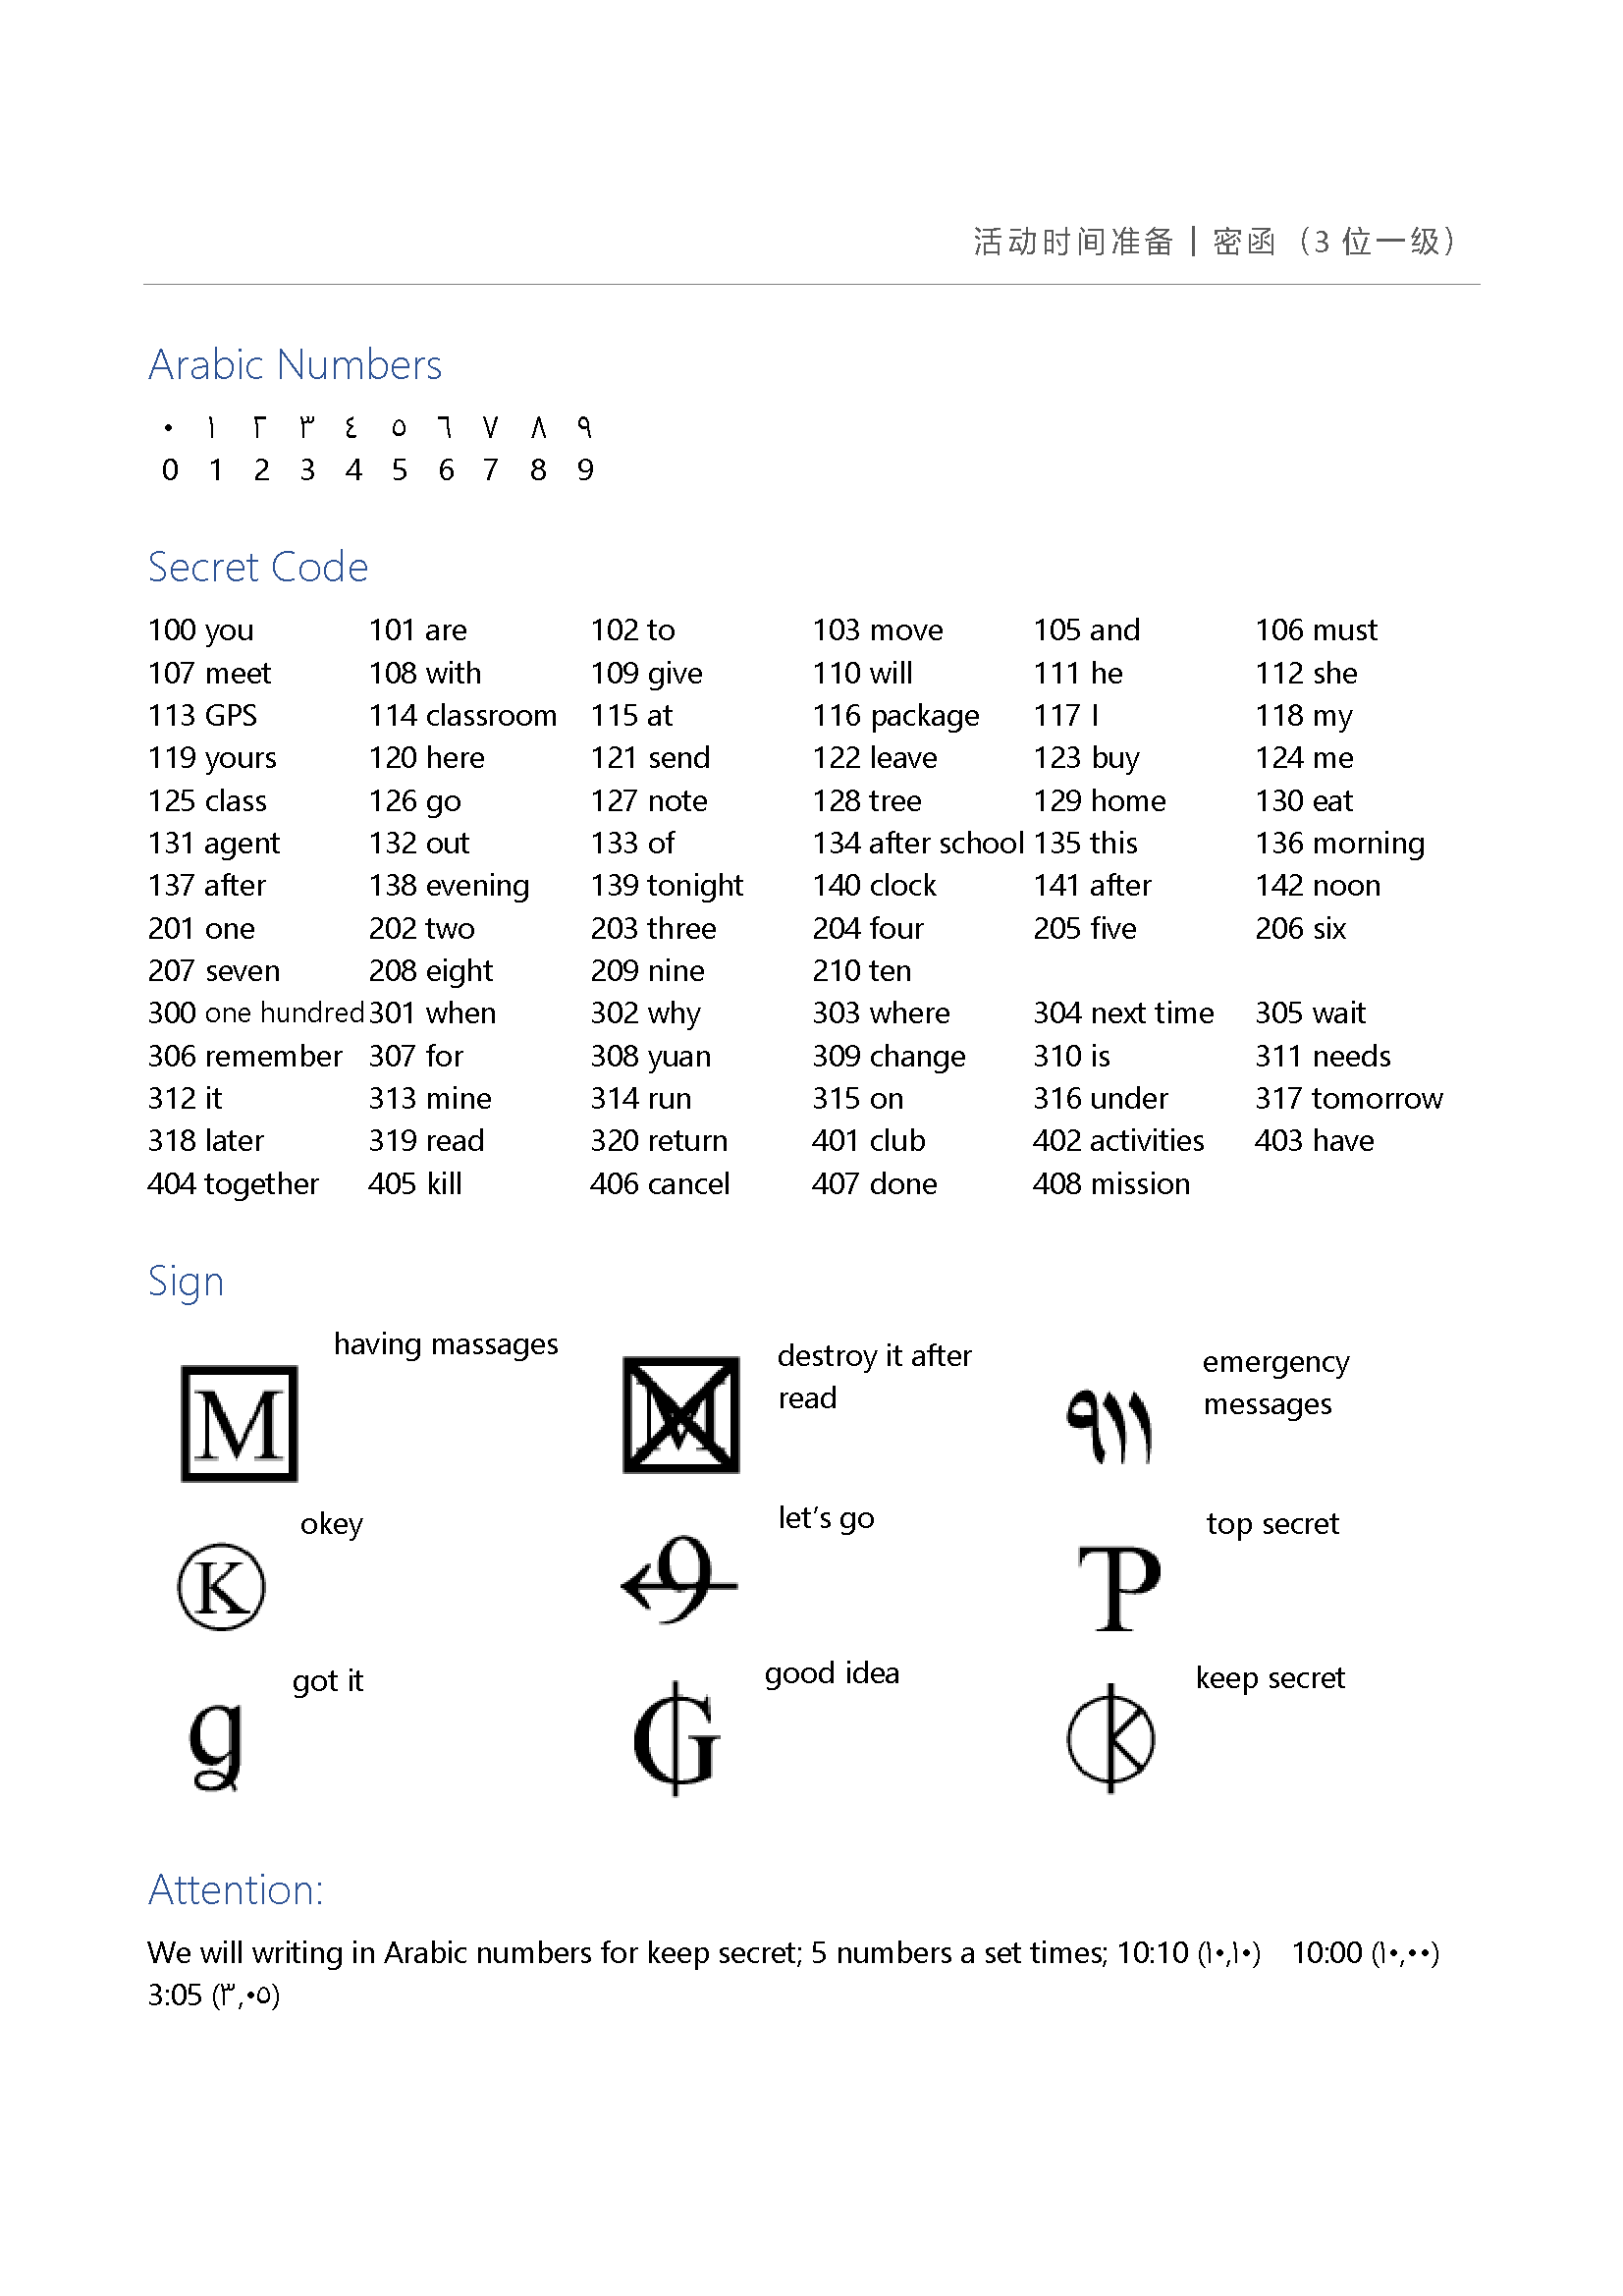 活动时间准备｜密函（3 位一级）
Arabic Numbers
٠ ١ ٢ ٣ ٤ ٥ ٦ ٧ ٨ ٩
0 1 2 3 4 5 6 7 8 9
Secret Code
100 you 101 are 102 to 103 move 105 and 106 must
107 meet 108 with 109 give 110 will 111 he 112 she
113 GPS 114 classroom 115 at 116 package 117 I 118 my
119 yours 120 here 121 send 122 leave 123 buy 124 me
125 class 126 go 127 note 128 tree 129 home 130 eat
131 agent 132 out 133 of 134 after school 135 this 136 morning
137 after 138 evening 139 tonight 140 clock 141 after 142 noon
201 one 202 two 203 three 204 four 205 five 206 six
207 seven 208 eight 209 nine 210 ten
300 one hundred 301 when 302 why 303 where 304 next time 305 wait
306 remember 307 for 308 yuan 309 change 310 is 311 needs
312 it 313 mine 314 run 315 on 316 under 317 tomorrow
318 later 319 read 320 return 401 club 402 activities 403 have
404 together 405 kill 406 cancel 407 done 408 mission
Sign
M having massages M destroy it after
read
٩١١ emergency
messages
K okey 9 let's go TP top secret
g got it G good idea K keep secret
Attention:
We will writing in Arabic numbers for keep secret; 5 numbers a set times; 10:10 (١٠,١٠) 10:00 (١٠,٠٠)
3:05 (٣,٠٥)